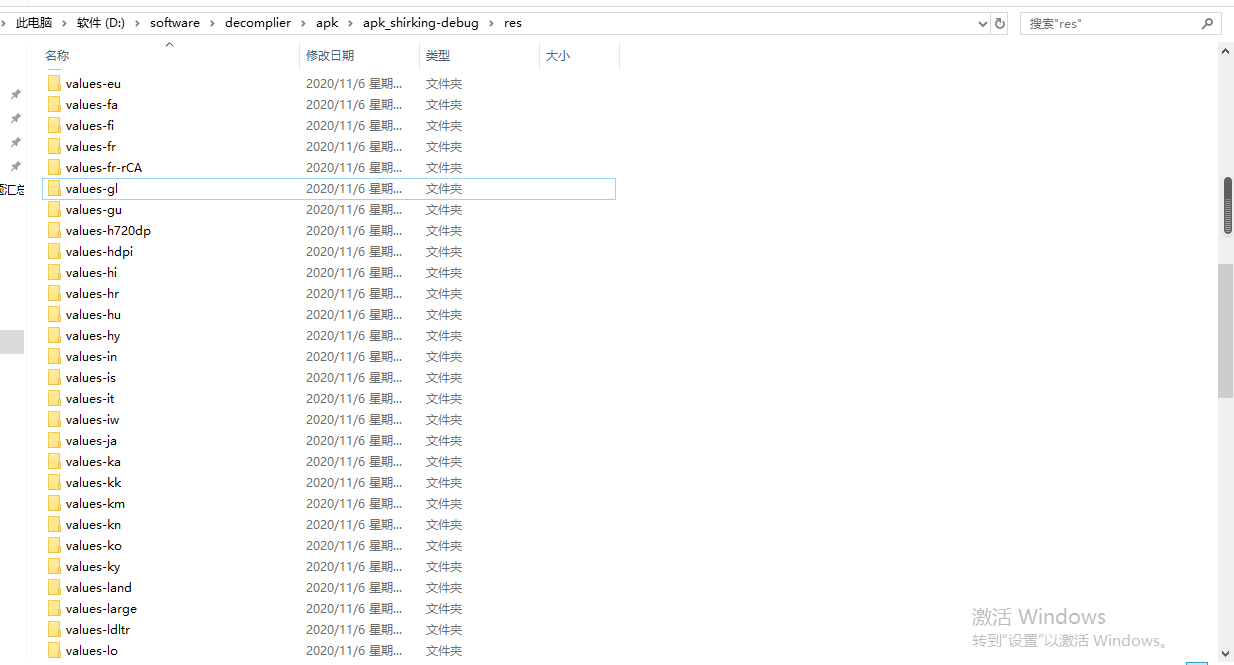 此电脑 › 软件 (D:) › software › decomplier › apk › apk_shirking-debug › res 搜索"res"
名称 修改日期 类型 大小
values-eu 2020/11/6 星期... 文件夹
values-fa 2020/11/6 星期... 文件夹
values-fi 2020/11/6 星期... 文件夹
values-fr 2020/11/6 星期... 文件夹
values-fr-rCA 2020/11/6 星期... 文件夹
汇总 values-gl 2020/11/6 星期... 文件夹
values-gu 2020/11/6 星期... 文件夹
values-h720dp 2020/11/6 星期... 文件夹
values-hdpi 2020/11/6 星期... 文件夹
values-hi 2020/11/6 星期... 文件夹
values-hr 2020/11/6 星期... 文件夹
values-hu 2020/11/6 星期... 文件夹
values-hy 2020/11/6 星期... 文件夹
values-in 2020/11/6 星期... 文件夹
values-is 2020/11/6 星期... 文件夹
values-it 2020/11/6 星期... 文件夹
values-iw 2020/11/6 星期... 文件夹
values-ja 2020/11/6 星期... 文件夹
values-ka 2020/11/6 星期... 文件夹
values-kk 2020/11/6 星期... 文件夹
values-km 2020/11/6 星期... 文件夹
values-kn 2020/11/6 星期... 文件夹
values-ko 2020/11/6 星期... 文件夹
values-ky 2020/11/6 星期... 文件夹
values-land 2020/11/6 星期... 文件夹
values-large 2020/11/6 星期... 文件夹
values-ldltr 2020/11/6 星期... 文件夹
values-lo 2020/11/6 星期... 文件夹
激活 Windows
转到"设置"以激活 Windows。